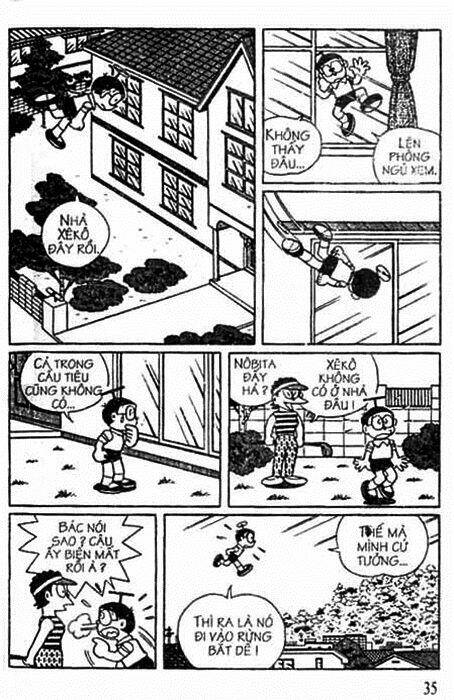 NHÀ
XÊKÔ
ĐÂY RỒI.
KHÔNG
THẤY
ĐÂU...
LÊN
PHÒNG
NGỦ XEM.
CẢ TRONG
CẦU TIÊU
CŨNG KHÔNG
CÓ...
NÔBITA
ĐẤY
HẢ?
XÊKÔ
KHÔNG
CÓ Ở NHÀ
ĐÂU!
BÁC NÓI
SAO? CẬU
ẤY BIẾN MẤT
RỒI À?
THẾ MÀ
MÌNH CỨ
TƯỞNG...
THÌ RA LÀ NÓ
ĐI VÀO RỪNG
BẮT DẾ!
35